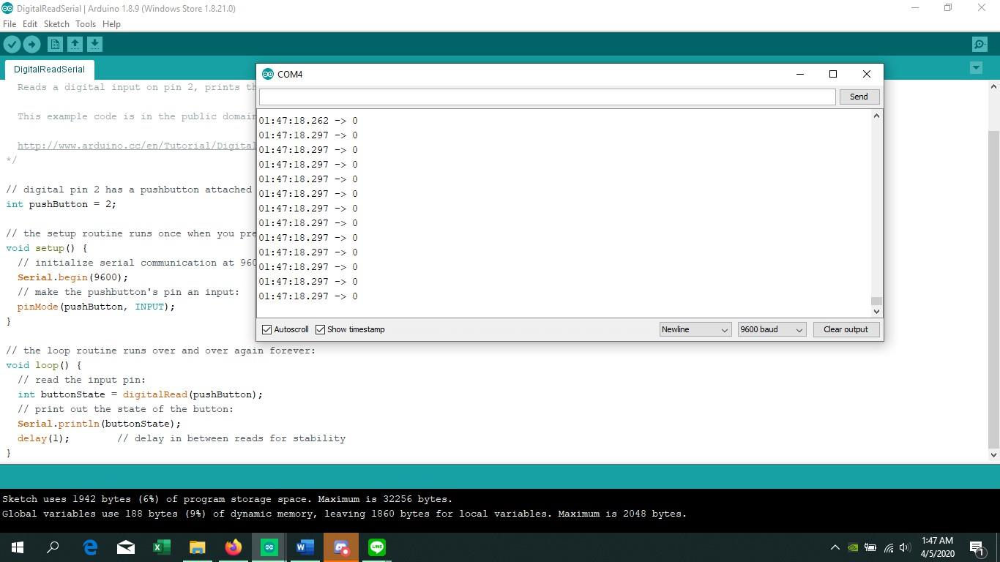 DigitalReadSerial | Arduino 1.8.9 (Windows Store 1.8.21.0)
File Edit Sketch Tools Help
DigitalReadSerial
Reads a digital input on pin 2, prints th
This example code is in the public domain
http://www.arduino.cc/en/Tutorial/Digital
*/
// digital pin 2 has a pushbutton attached
int pushButton = 2;
// the setup routine runs once when you pre
void setup() {
// initialize serial communication at 960
Serial.begin(9600);
// make the pushbutton's pin an input:
pinMode(pushButton, INPUT);
}
// the loop routine runs over and over again forever:
void loop() {
// read the input pin:
int buttonState = digitalRead(pushButton);
// print out the state of the button:
Serial.println(buttonState);
delay(1);        // delay in between reads for stability
}
COM4
Send
01:47:18.262 -> 0
01:47:18.297 -> 0
01:47:18.297 -> 0
01:47:18.297 -> 0
01:47:18.297 -> 0
01:47:18.297 -> 0
01:47:18.297 -> 0
01:47:18.297 -> 0
01:47:18.297 -> 0
01:47:18.297 -> 0
01:47:18.297 -> 0
01:47:18.297 -> 0
01:47:18.297 -> 0
Autoscroll Show timestamp Newline 9600 baud Clear output
Sketch uses 1942 bytes (6%) of program storage space. Maximum is 32256 bytes.
Global variables use 188 bytes (9%) of dynamic memory, leaving 1860 bytes for local variables. Maximum is 2048 bytes.
LINE
1:47 AM
4/5/2020
1